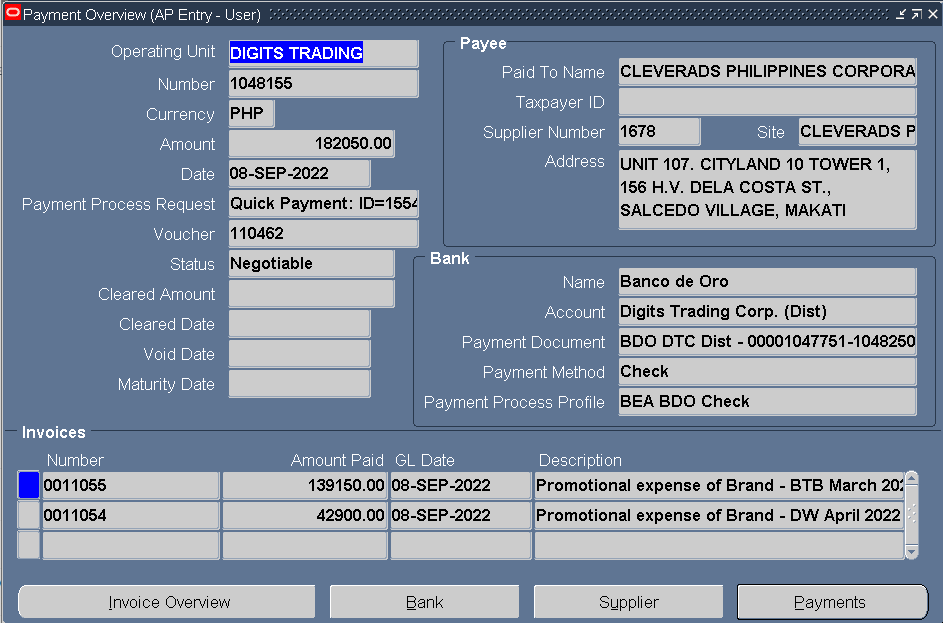 Payment Overview (AP Entry - User)
Operating Unit DIGITS TRADING
Number 1048155
Currency PHP
Amount 182050.00
Date 08-SEP-2022
Payment Process Request Quick Payment: ID=1554
Voucher 110462
Status Negotiable
Cleared Amount
Cleared Date
Void Date
Maturity Date
Payee
Paid To Name CLEVERADS PHILIPPINES CORPORA
Taxpayer ID
Supplier Number 1678 Site CLEVERADS P
Address UNIT 107. CITYLAND 10 TOWER 1,
156 H.V. DELA COSTA ST.,
SALCEDO VILLAGE, MAKATI
Bank
Name Banco de Oro
Account Digits Trading Corp. (Dist)
Payment Document BDO DTC Dist - 00001047751-1048250
Payment Method Check
Payment Process Profile BEA BDO Check
Invoices
Number Amount Paid GL Date Description
0011055 139150.00 08-SEP-2022 Promotional expense of Brand - BTB March 202
0011054 42900.00 08-SEP-2022 Promotional expense of Brand - DW April 2022
Invoice Overview Bank Supplier Payments